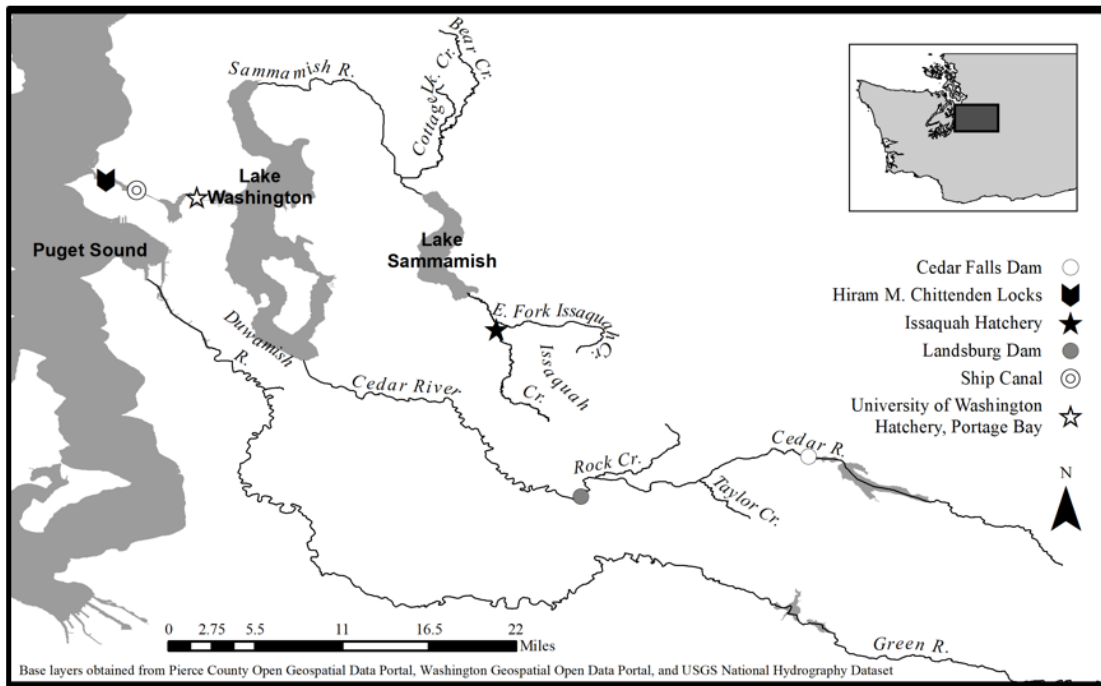 Bear Cr.
Cottage Lk. Cr.
Sammamish R.
Lake
Washington
Puget Sound
Lake
Sammamish
E. Fork Issaquah
Cr.
Issaquah
Cr.
Duwamish
R.
Cedar River
Rock Cr.
Cedar R.
Taylor Cr.
Green R.
Cedar Falls Dam
Hiram M. Chittenden Locks
Issaquah Hatchery
Landsburg Dam
Ship Canal
University of Washington
Hatchery, Portage Bay
N
0 2.75 5.5 11 16.5 22
Miles
Base layers obtained from Pierce County Open Geospatial Data Portal, Washington Geospatial Open Data Portal, and USGS National Hydrography Dataset